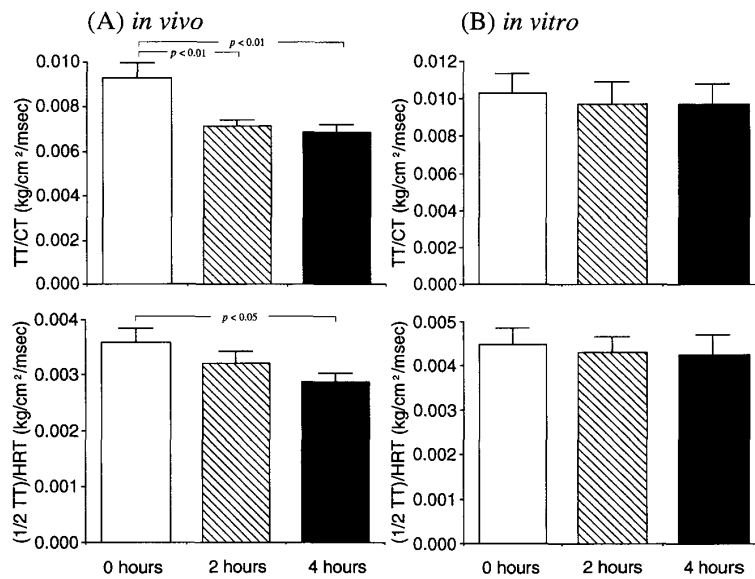 (A) in vivo
p < 0.01
p < 0.01
TT/CT (kg/cm²/msec)
0.010
0.008
0.006
0.004
0.002
0.000
(B) in vitro
TT/CT (kg/cm²/msec)
0.012
0.010
0.008
0.006
0.004
0.002
0.000
p < 0.05
(1/2 TT)/HRT (kg/cm²/msec)
0.004
0.003
0.002
0.001
0.000
0 hours
2 hours
4 hours
(1/2 TT)/HRT (kg/cm²/msec)
0.005
0.004
0.003
0.002
0.001
0.000
0 hours
2 hours
4 hours